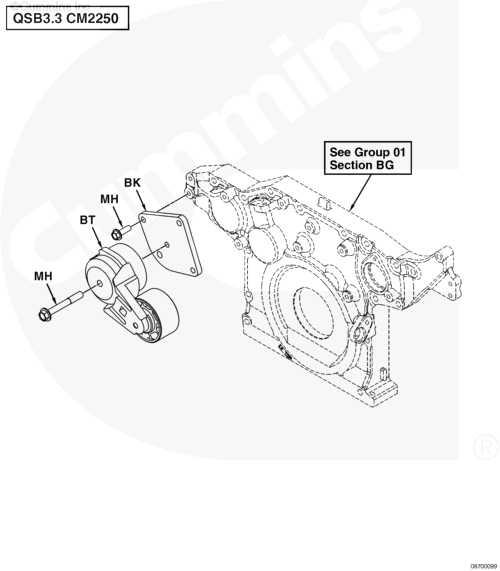 ©Cummins Inc
QSB3.3 CM2250
Cummins
®
See Group 01
Section BG
BK
MH
BT
MH
08700099